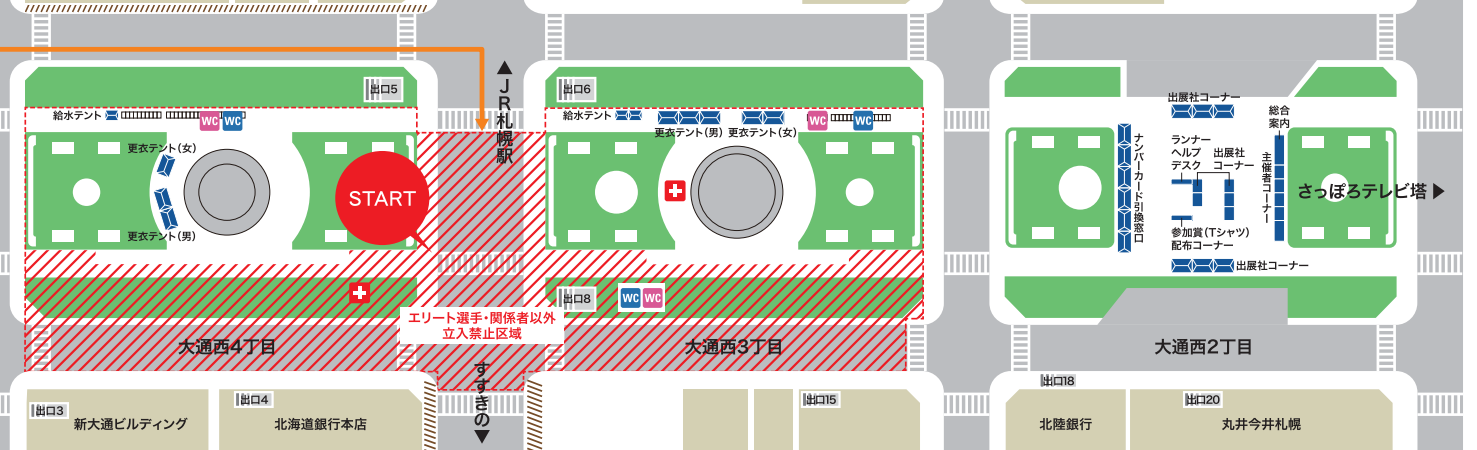 出口5
給水テント
WC
WC
更衣テント(女)
更衣テント(男)
START
▲JR札幌駅
出口6
給水テント
更衣テント(男)
更衣テント(女)
WC
WC
出口8
WC
WC
エリート選手・関係者以外
立入禁止区域
大通西4丁目
大通西3丁目
すすきの▼
出口3
新大通ビルディング
出口4
北海道銀行本店
出口15
出展社コーナー
総合
案内
ナンバーカード引換窓口
ランナー
ヘルプ
デスク
出展社
コーナー
主催者コーナー
さっぽろテレビ塔▶
参加賞(Tシャツ)
配布コーナー
出展社コーナー
大通西2丁目
出口18
北陸銀行
出口20
丸井今井札幌